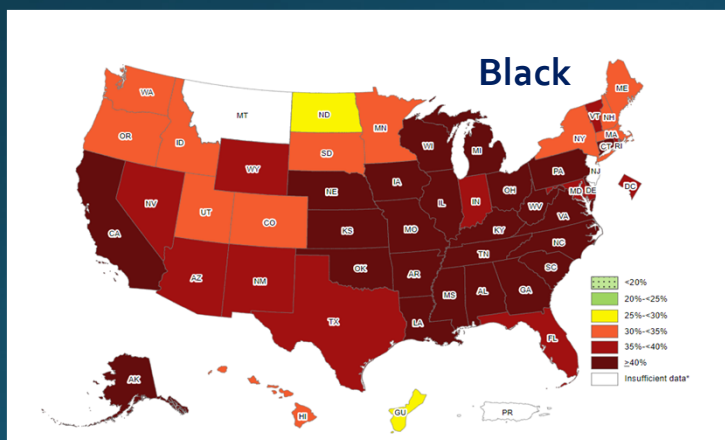 Black
WA
MT
ND
MN
ME
VT
NH
OR
ID
SD
WI
MI
NY
MA
CT
RI
WY
IA
PA
NJ
NE
NV
UT
CO
IL
IN
OH
MD
DE
DC
CA
KS
MO
WV
VA
KY
AZ
NM
OK
AR
TN
NC
SC
MS
AL
GA
TX
LA
FL
AK
HI
GU
PR
<20%
20%-<25%
25%-<30%
30%-<35%
35%-<40%
≥40%
Insufficient data*